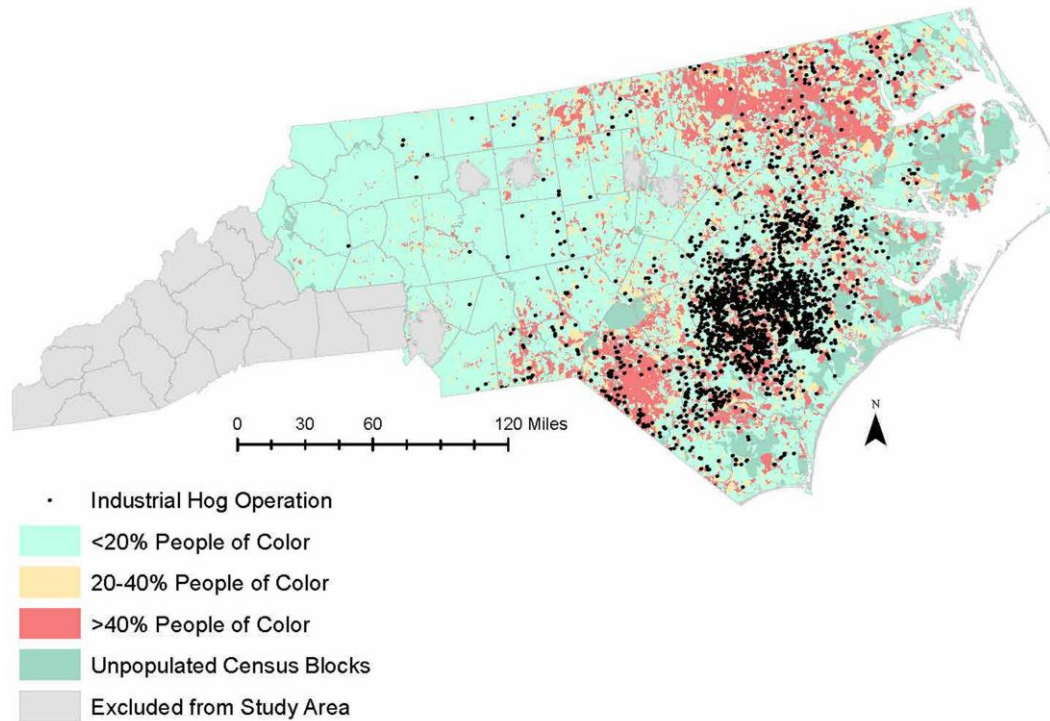 N
0 30 60 120 Miles
Industrial Hog Operation
<20% People of Color
20-40% People of Color
>40% People of Color
Unpopulated Census Blocks
Excluded from Study Area